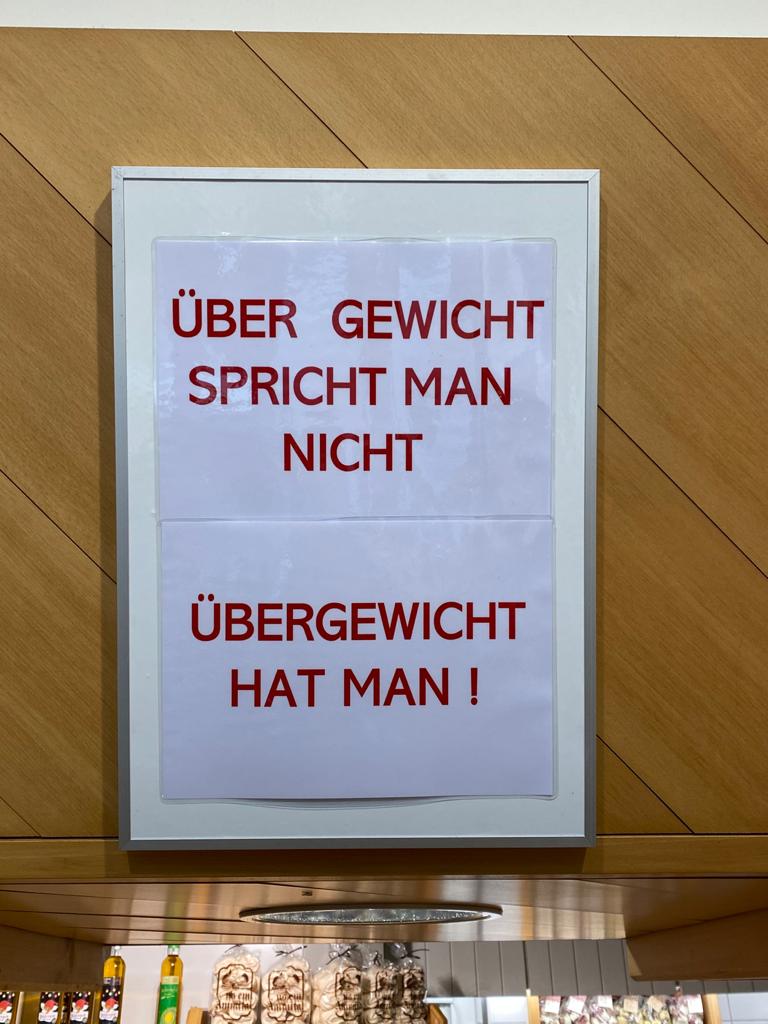 ÜBER GEWICHT
SPRICHT MAN
NICHT
ÜBERGEWICHT
HAT MAN !